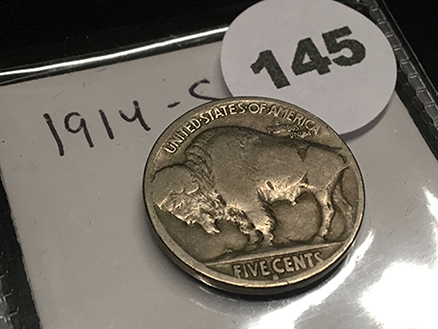 145
1914-S
UNITED STATES OF AMERICA
FIVE CENTS